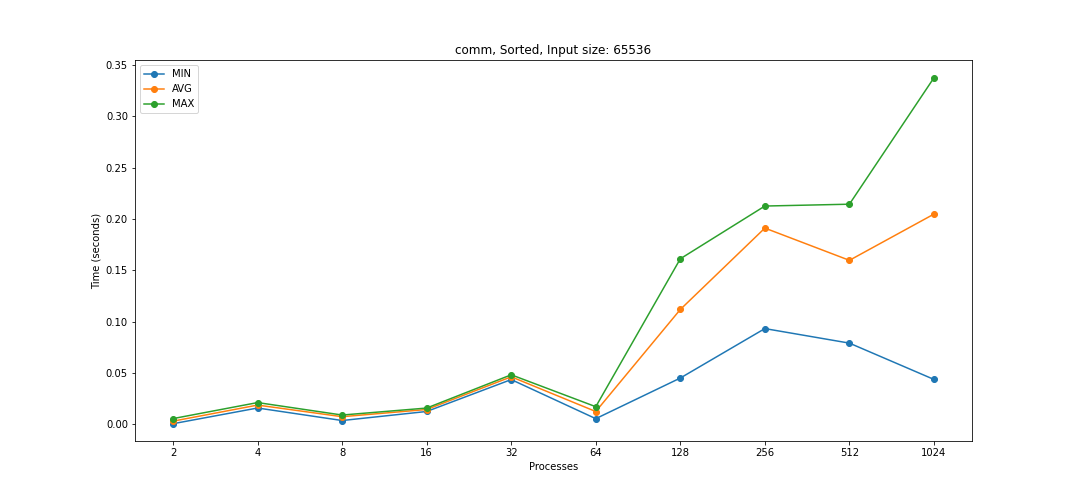 comm, Sorted, Input size: 65536
MIN
AVG
MAX
Time (seconds)
0.35
0.30
0.25
0.20
0.15
0.10
0.05
0.00
2 4 8 16 32 64 128 256 512 1024
Processes